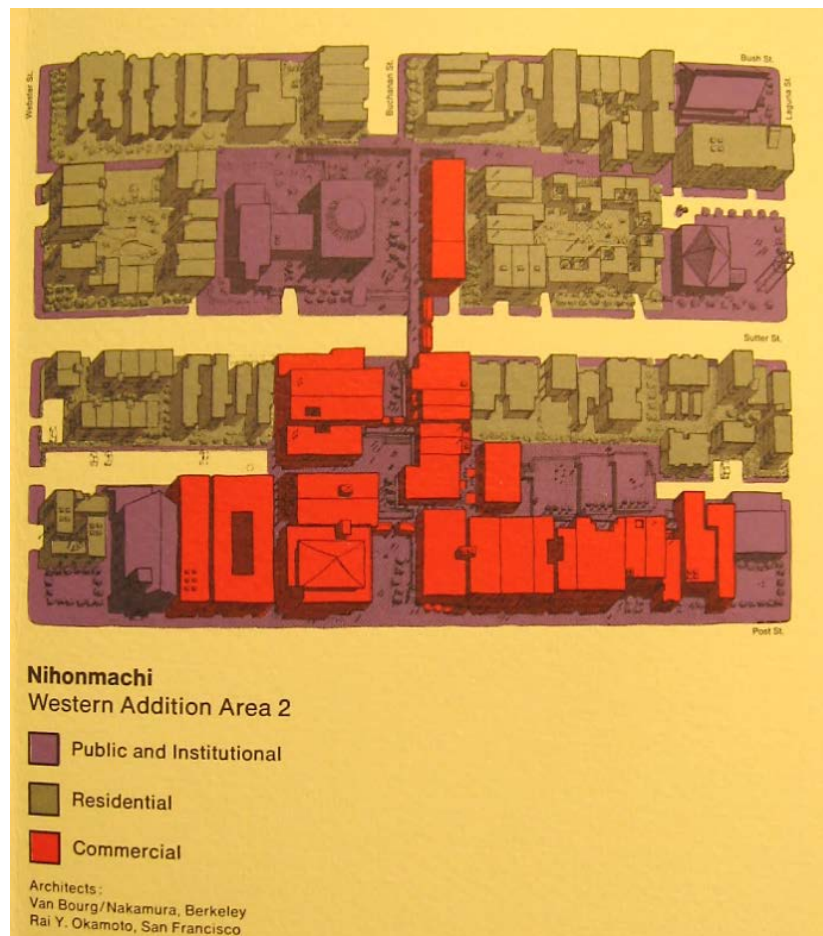 Bush St.
Webster St.
Buchanan St.
Laguna St.
Sutter St.
Post St.
Nihonmachi
Western Addition Area 2
Public and Institutional
Residential
Commercial
Architects:
Van Bourg/Nakamura, Berkeley
Rai Y. Okamoto, San Francisco